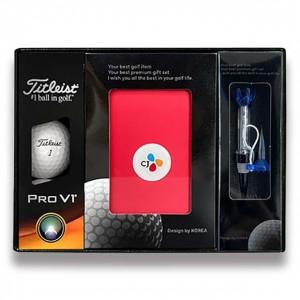 Titleist
#1 ball in golf.
Titleist
1
PRO V1
Your best golf item
Your best premium gift set
I wish you all the best in your golf life.
CJ
Design by KOREA